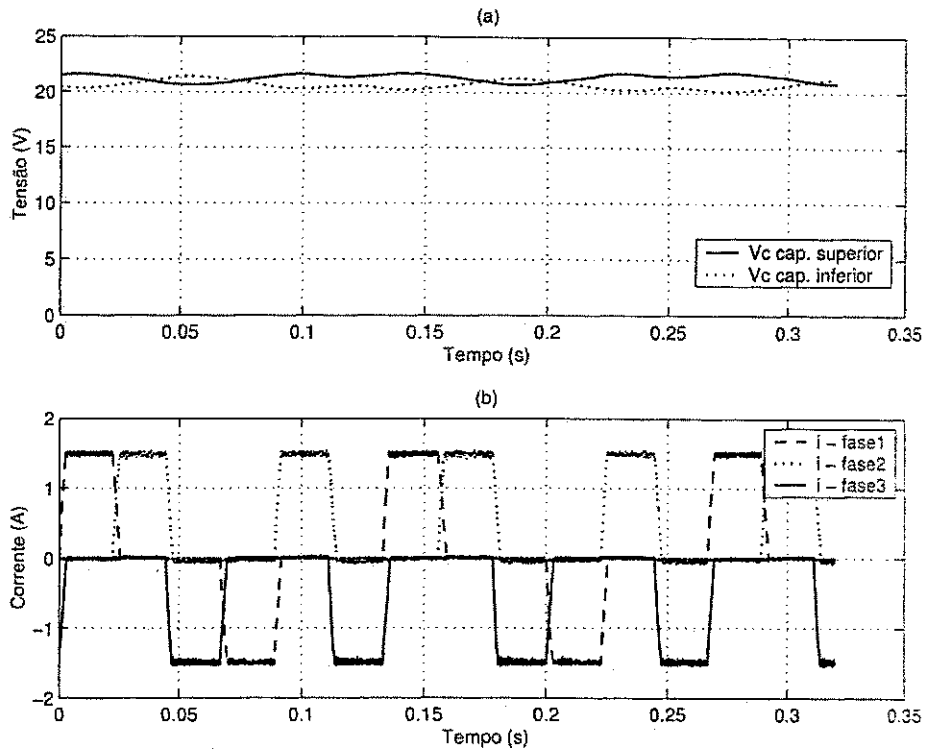 (a)
25
20
15
10
5
0
Tensão (V)
Vc cap. superior
Vc cap. inferior
0 0.05 0.1 0.15 0.2 0.25 0.3 0.35
Tempo (s)
(b)
2
1
0
−1
−2
Corrente (A)
i − fase1
i − fase2
i − fase3
0 0.05 0.1 0.15 0.2 0.25 0.3 0.35
Tempo (s)